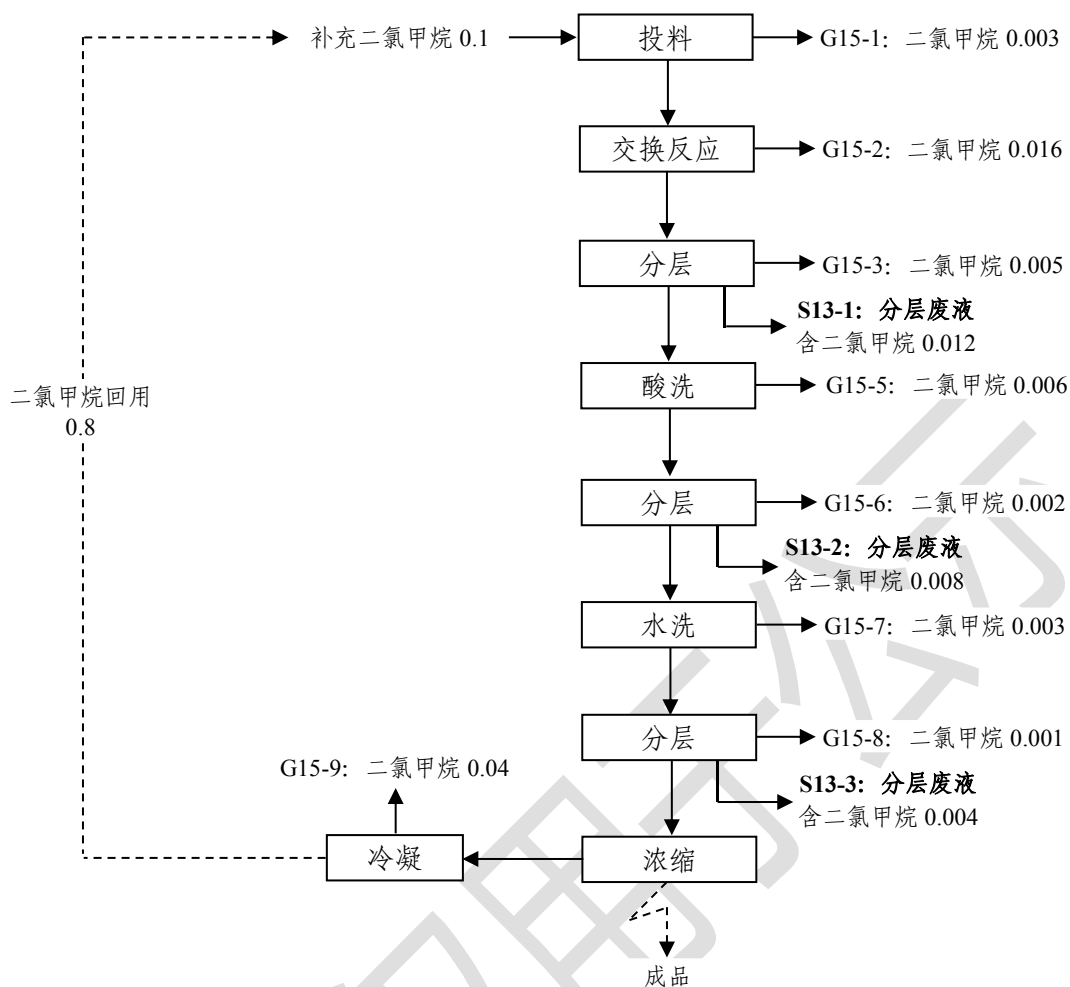 补充二氯甲烷 0.1
投料
G15-1： 二氯甲烷 0.003
交换反应
G15-2： 二氯甲烷 0.016
分层
G15-3： 二氯甲烷 0.005
S13-1： 分层废液
含二氯甲烷 0.012
二氯甲烷回用
0.8
酸洗
G15-5： 二氯甲烷 0.006
分层
G15-6： 二氯甲烷 0.002
S13-2： 分层废液
含二氯甲烷 0.008
水洗
G15-7： 二氯甲烷 0.003
分层
G15-8： 二氯甲烷 0.001
S13-3： 分层废液
含二氯甲烷 0.004
G15-9： 二氯甲烷 0.04
冷凝
浓缩
成品
用于公示